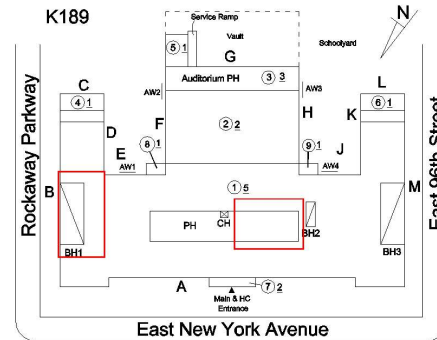 K189
Service Ramp
N
⑤ 1
Vault
Schoolyard
G
C
Auditorium PH
③ 3
L
④ 1
AW2
AW3
⑥ 1
D
F
② 2
H
K
E
⑧ 1
⑨ 1
J
AW1
AW4
Rockaway Parkway
East 96th Street
B
① 5
M
CH
PH
BH1
BH2
BH3
A
⑦ 2
Main & HC
Entrance
East New York Avenue